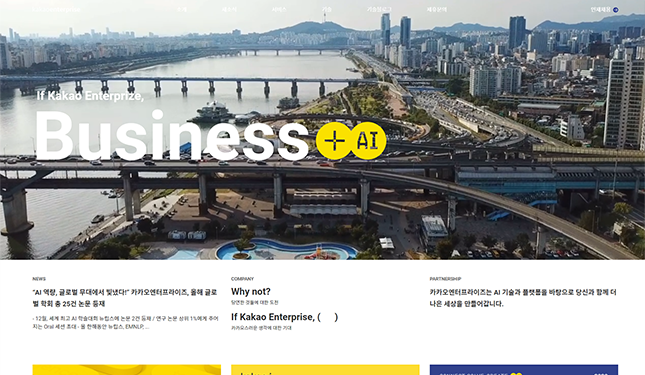 If Kakao Enterprize,
Business + AI
NEWS
"AI 역량, 글로벌 무대에서 빛냈다!" 카카오엔터프라이즈, 올해 글로
벌 학회 총 25건 논문 등재
- 12월, 세계 최고 AI 학술대회 뉴립스에 논문 2건 등재 / 연구 논문 상위 1%에게 주어
지는 Oral 세션 초대 - 올 한해동안 뉴립스, EMNLP, ...
COMPANY
Why not?
당연한 것들에 대한 도전
If Kakao Enterprise, ( )
카카오스러운 생각에 대한 기대
PARTNERSHIP
카카오엔터프라이즈는 AI 기술과 플랫폼을 바탕으로 당신과 함께 더
나은 세상을 만들어갑니다.